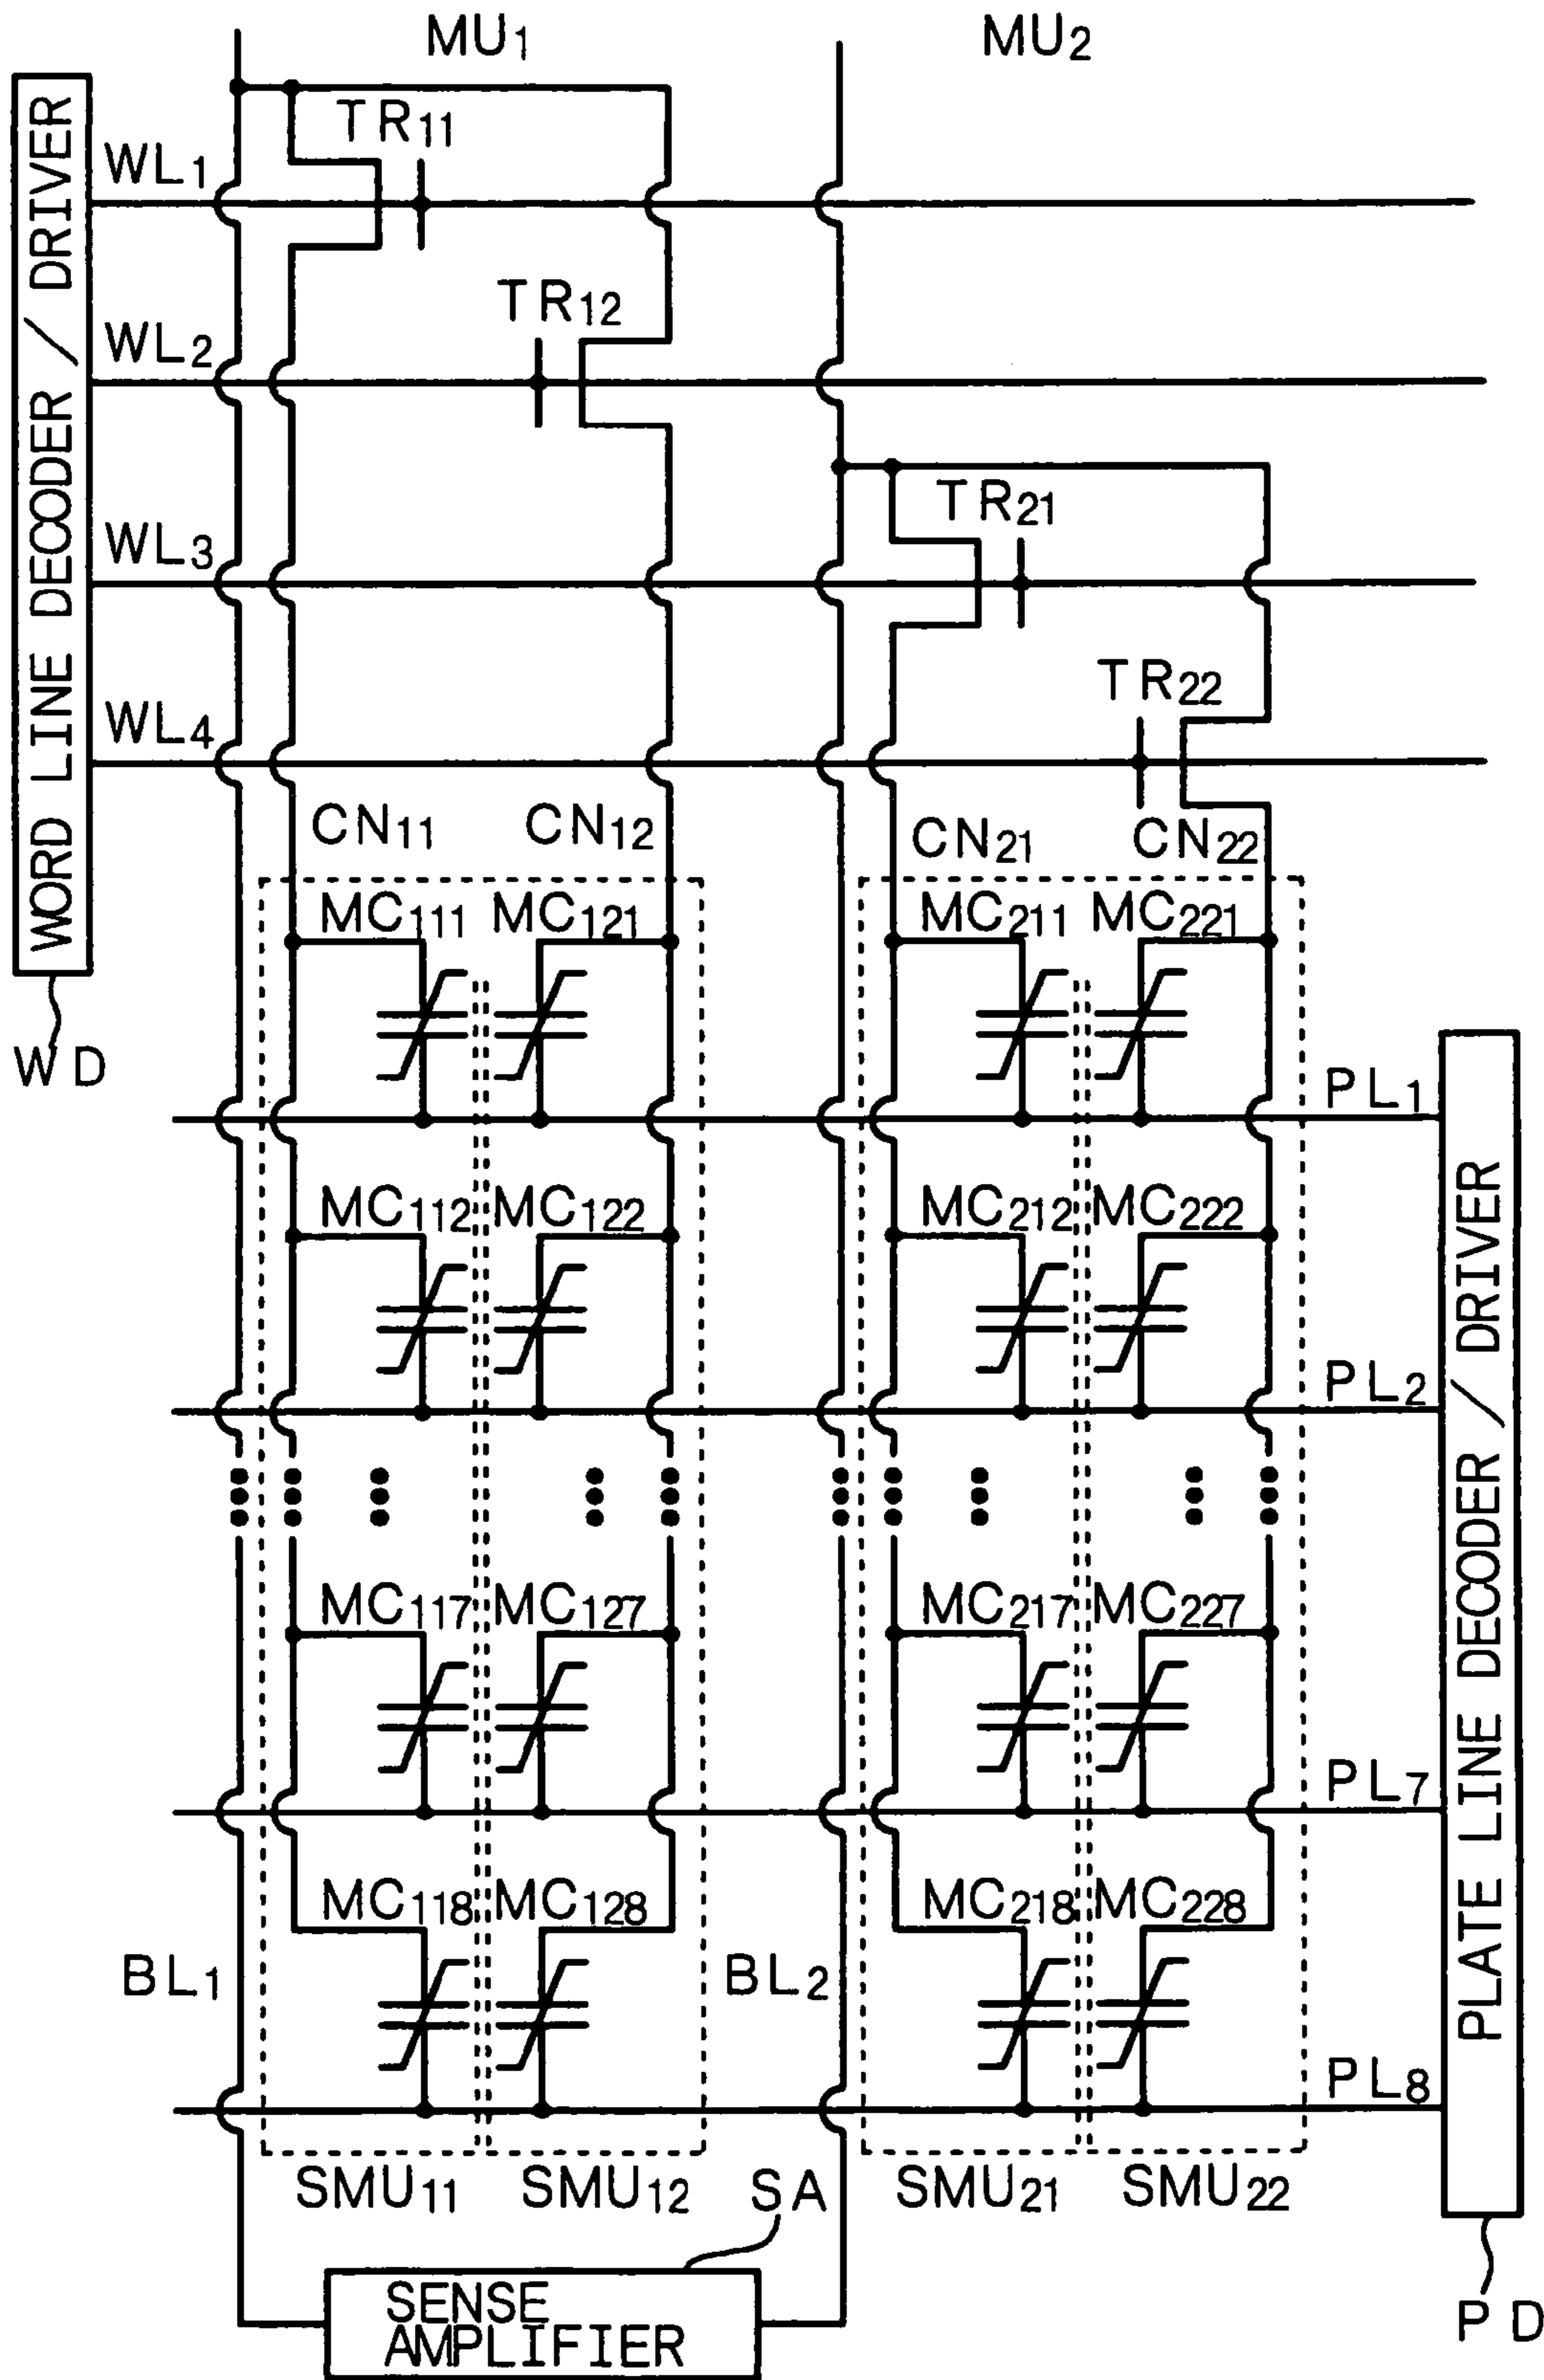 MU1 MU2
WORD LINE DECODER / DRIVER
TR11
WL1
TR12
WL2
TR21
WL3
TR22
WL4
CN11 CN12 CN21 CN22
MC111 MC121 MC211 MC221
WD
PL1
MC112 MC122 MC212 MC222
PL2
PLATE LINE DECODER / DRIVER
MC117 MC127 MC217 MC227
PL7
MC118 MC128 MC218 MC228
BL1 BL2
PL8
SMU11 SMU12 SA SMU21 SMU22
SENSE
AMPLIFIER
PD